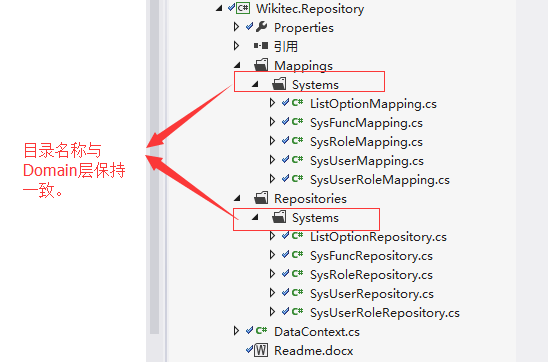 Wikitec.Repository
Properties
引用
Mappings
Systems
ListOptionMapping.cs
SysFuncMapping.cs
SysRoleMapping.cs
SysUserMapping.cs
SysUserRoleMapping.cs
Repositories
Systems
ListOptionRepository.cs
SysFuncRepository.cs
SysRoleRepository.cs
SysUserRepository.cs
SysUserRoleRepository.cs
DataContext.cs
Readme.docx
目录名称与
Domain层保持
一致。